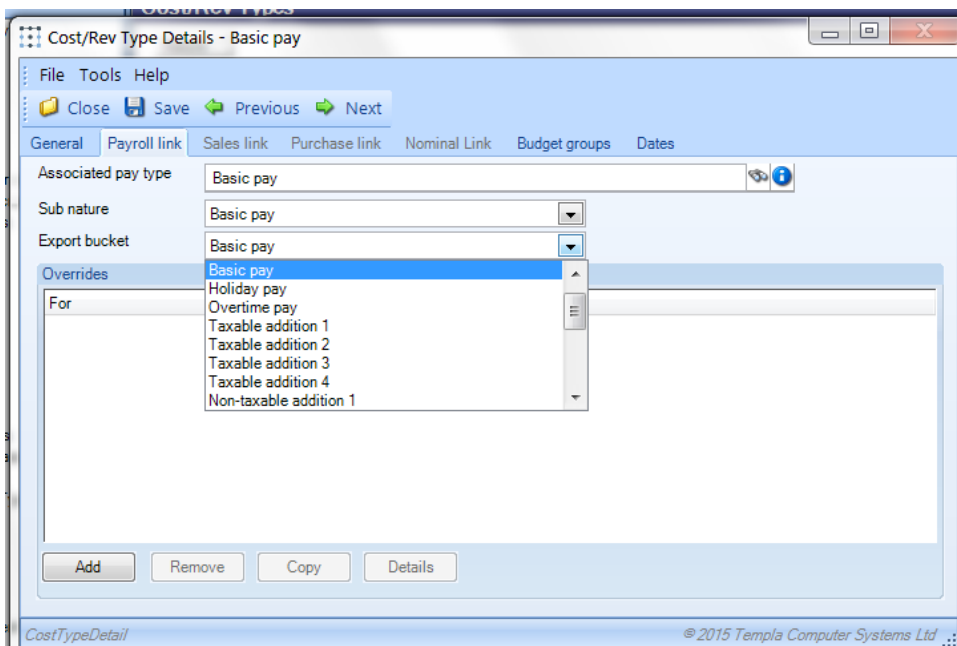 Cost/Rev Types
Cost/Rev Type Details - Basic pay
File Tools Help
Close Save Previous Next
General Payroll link Sales link Purchase link Nominal Link Budget groups Dates
Associated pay type Basic pay
Sub nature Basic pay
Export bucket Basic pay
Overrides Basic pay
For Holiday pay
Overtime pay
Taxable addition 1
Taxable addition 2
Taxable addition 3
Taxable addition 4
Non-taxable addition 1
Add Remove Copy Details
CostTypeDetail © 2015 Templa Computer Systems Ltd